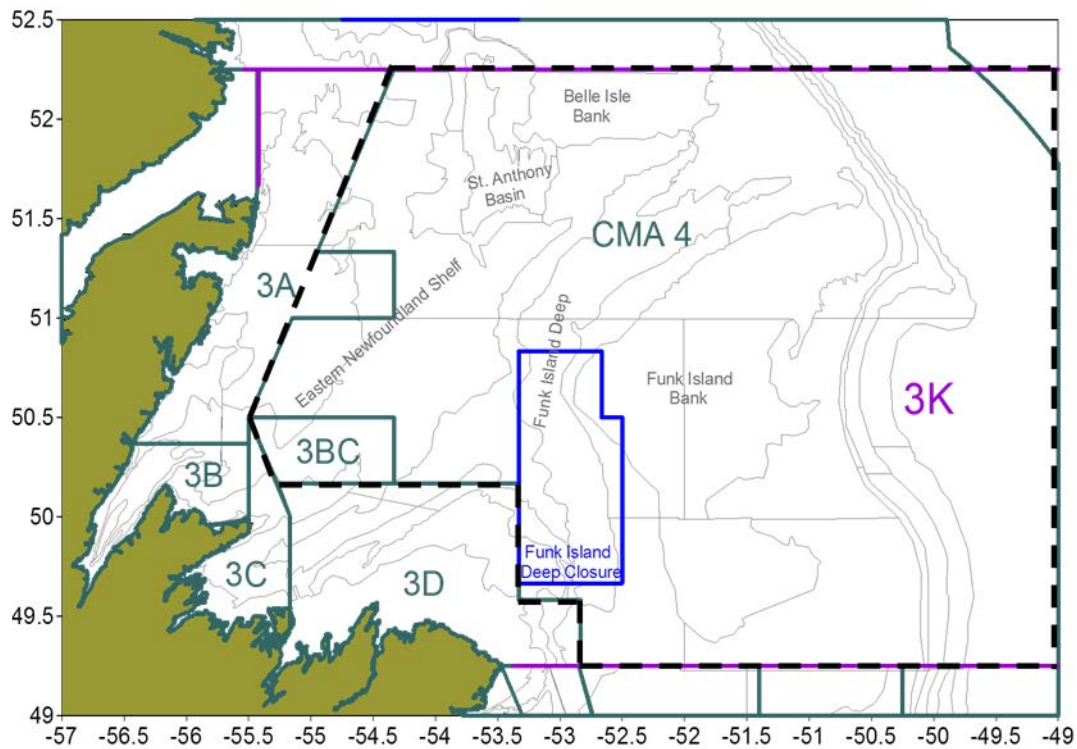 52.5
52
51.5
51
50.5
50
49.5
49
Belle Isle
Bank
St. Anthony
Basin
CMA 4
3A
Eastern Newfoundland Shelf
Funk Island Deep
Funk Island
Bank
3K
3BC
3B
Funk Island
Deep Closure
3C
3D
-57 -56.5 -56 -55.5 -55 -54.5 -54 -53.5 -53 -52.5 -52 -51.5 -51 -50.5 -50 -49.5 -49